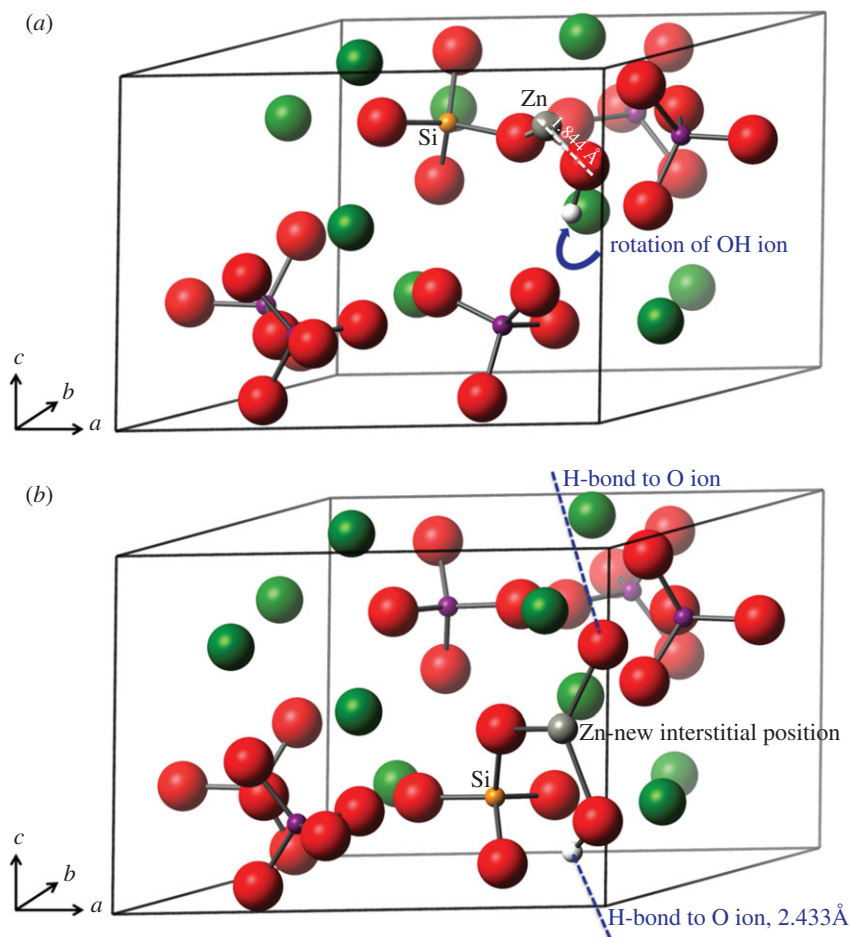 (a)
Zn
Si
1.844 Å
rotation of OH ion
c
b
a
(b)
H-bond to O ion
Zn-new interstitial position
Si
c
b
a
H-bond to O ion, 2.433Å